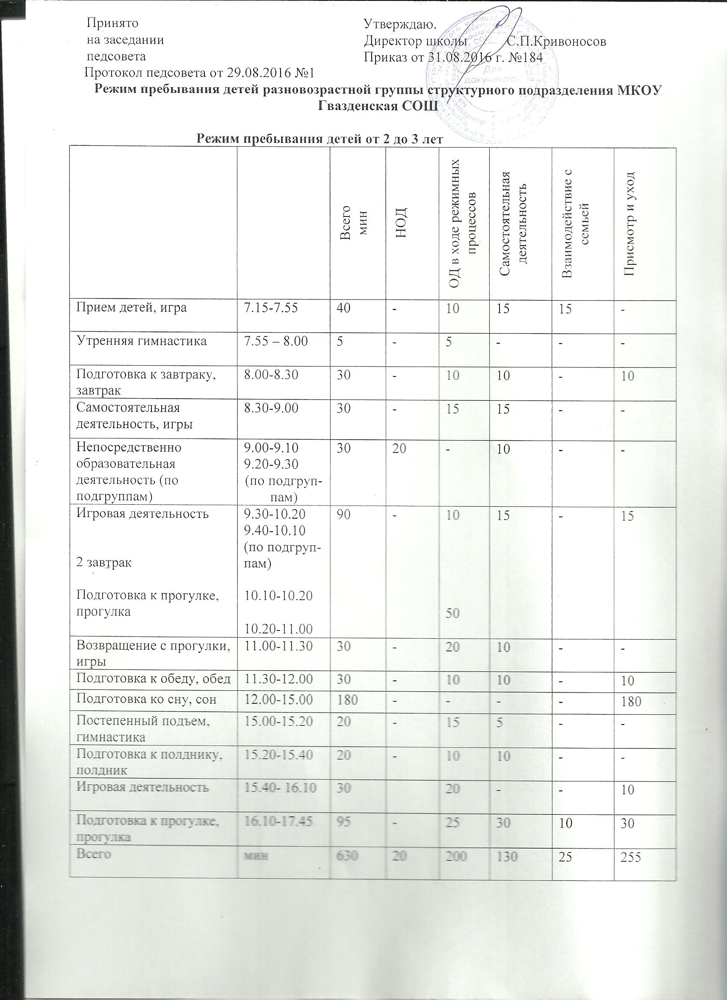 Принято
на заседании
педсовета
Протокол педсовета от 29.08.2016 №1
Утверждаю.
Директор школы С.П.Кривоносов
Приказ от 31.08.2016 г. №184
Для
документов
Режим пребывания детей разновозрастной группы структурного подразделения МКОУ
Гвазденская СОШ
Режим пребывания детей от 2 до 3 лет
Всего мин НОД ОД в ходе режимных процессов Самостоятельная деятельность Взаимодействие с семьей Присмотр и уход
Прием детей, игра 7.15-7.55 40 - 10 15 15 -
Утренняя гимнастика 7.55 – 8.00 5 - 5 - - -
Подготовка к завтраку, 8.00-8.30 30 - 10 10 - 10
завтрак
Самостоятельная 8.30-9.00 30 - 15 15 - -
деятельность, игры
Непосредственно 9.00-9.10 30 20 - 10 - -
образовательная 9.20-9.30
деятельность (по (по подгруп-
подгруппам) пам)
Игровая деятельность 9.30-10.20 90 - 10 15 - 15
9.40-10.10
(по подгруп-
2 завтрак пам)
Подготовка к прогулке, 10.10-10.20
прогулка 50
10.20-11.00
Возвращение с прогулки, 11.00-11.30 30 - 20 10 - -
игры
Подготовка к обеду, обед 11.30-12.00 30 - 10 10 - 10
Подготовка ко сну, сон 12.00-15.00 180 - - - - 180
Постепенный подъем, 15.00-15.20 20 - 15 5 - -
гимнастика
Подготовка к полднику, 15.20-15.40 20 - 10 10 - -
полдник
Игровая деятельность 15.40- 16.10 30 20 - - 10
Подготовка к прогулке, 16.10-17.45 95 - 25 30 10 30
прогулка
Всего мин 630 20 200 130 25 255